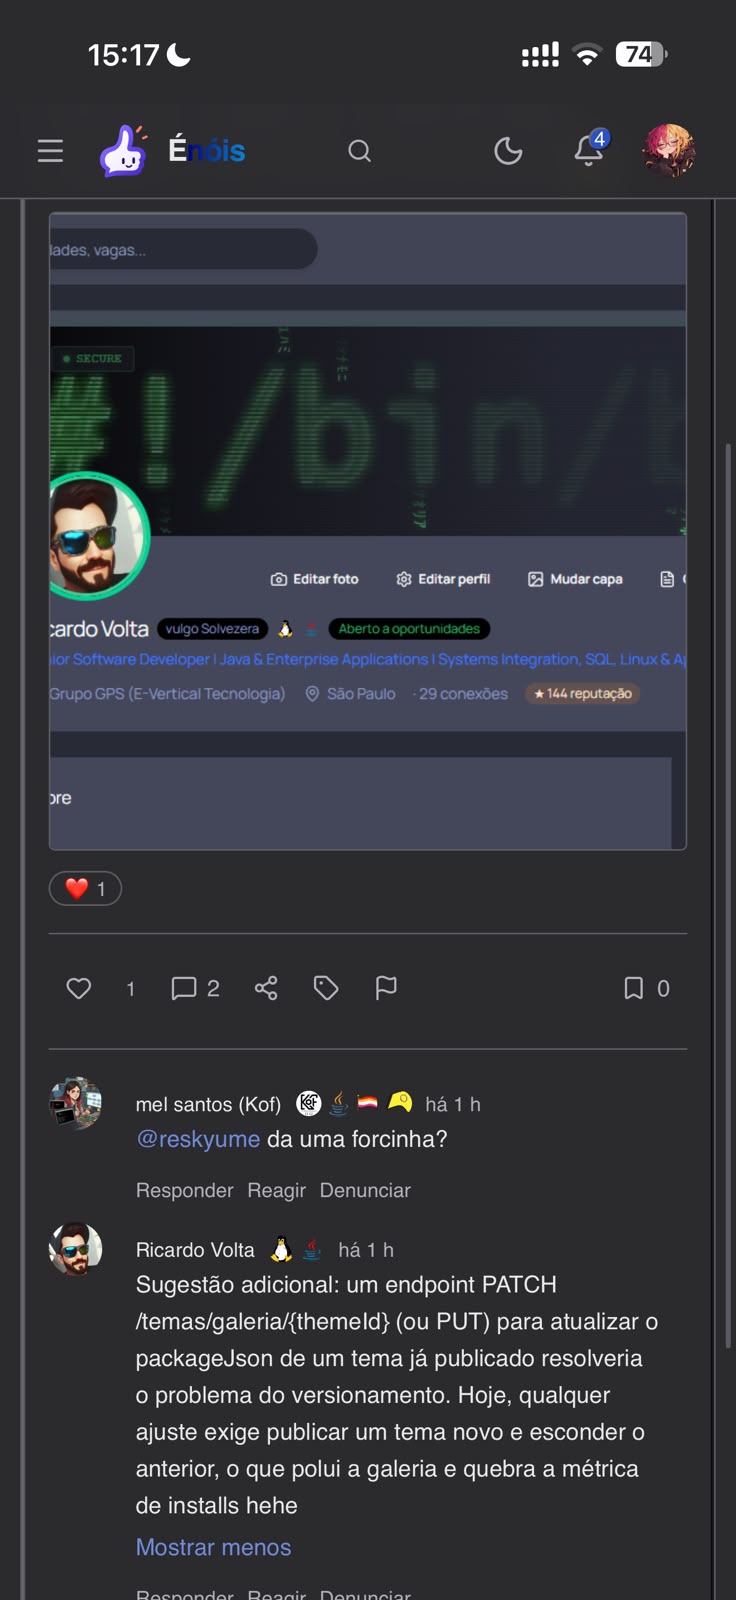 15:17
74
Énóis
4
lades, vagas...
SECURE
#!/bin/b
Editar foto
Editar perfil
Mudar capa
cardo Volta
vulgo Solvezera
Aberto a oportunidades
ior Software Developer | Java & Enterprise Applications | Systems Integration, SQL, Linux & Ap
Grupo GPS (E-Vertical Tecnologia)
São Paulo
· 29 conexões
★ 144 reputação
bre
❤️ 1
1
2
0
mel santos (Kof)
há 1 h
@reskyume da uma forcinha?
Responder Reagir Denunciar
Ricardo Volta
há 1 h
Sugestão adicional: um endpoint PATCH
/temas/galeria/{themeId} (ou PUT) para atualizar o
packageJson de um tema já publicado resolveria
o problema do versionamento. Hoje, qualquer
ajuste exige publicar um tema novo e esconder o
anterior, o que polui a galeria e quebra a métrica
de installs hehe
Mostrar menos
Responder Reagir Denunciar